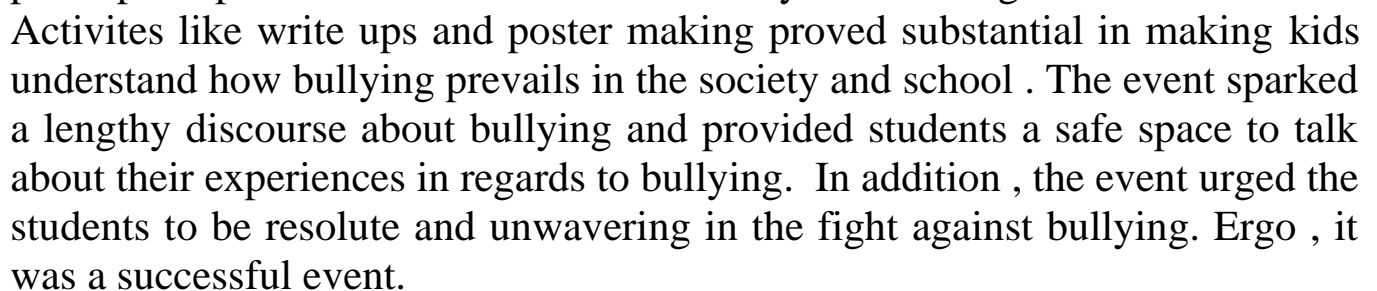 Activites like write ups and poster making proved substantial in making kids
understand how bullying prevails in the society and school . The event sparked
a lengthy discourse about bullying and provided students a safe space to talk
about their experiences in regards to bullying.  In addition , the event urged the
students to be resolute and unwavering in the fight against bullying. Ergo , it
was a successful event.